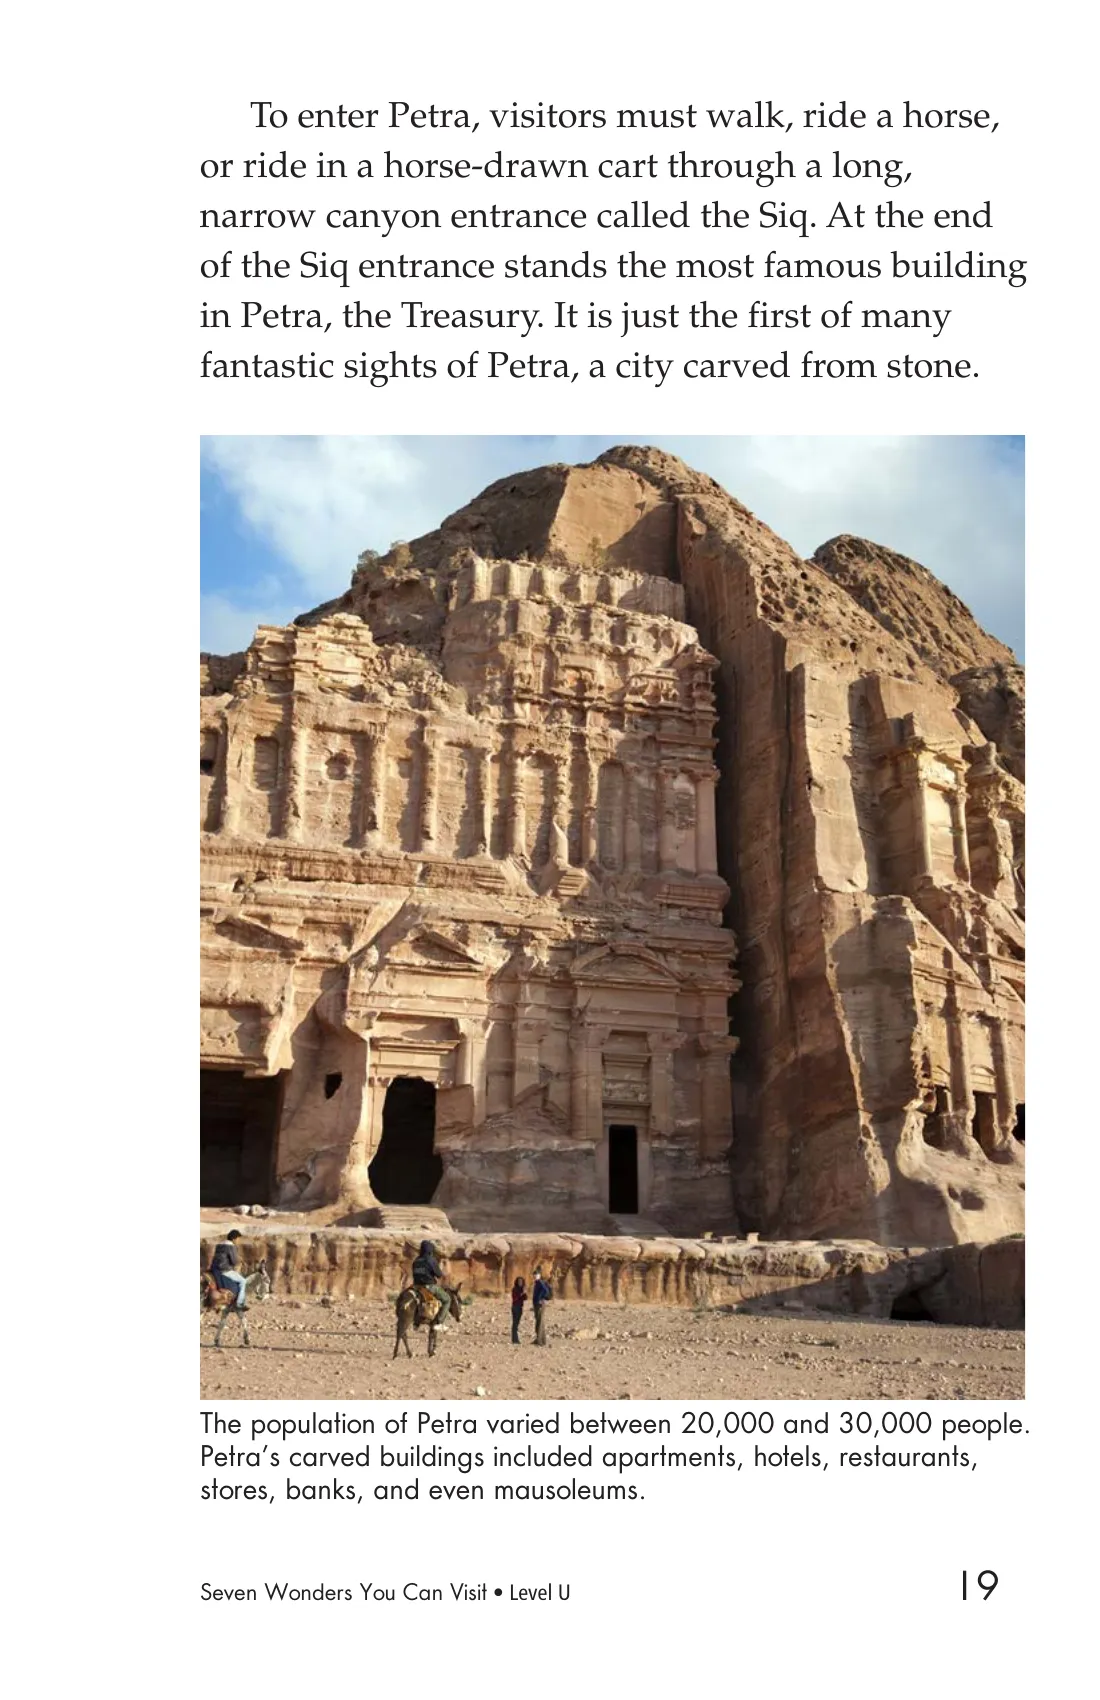 To enter Petra, visitors must walk, ride a horse,
or ride in a horse-drawn cart through a long,
narrow canyon entrance called the Siq. At the end
of the Siq entrance stands the most famous building
in Petra, the Treasury. It is just the first of many
fantastic sights of Petra, a city carved from stone.
The population of Petra varied between 20,000 and 30,000 people.
Petra’s carved buildings included apartments, hotels, restaurants,
stores, banks, and even mausoleums.
Seven Wonders You Can Visit • Level U
19